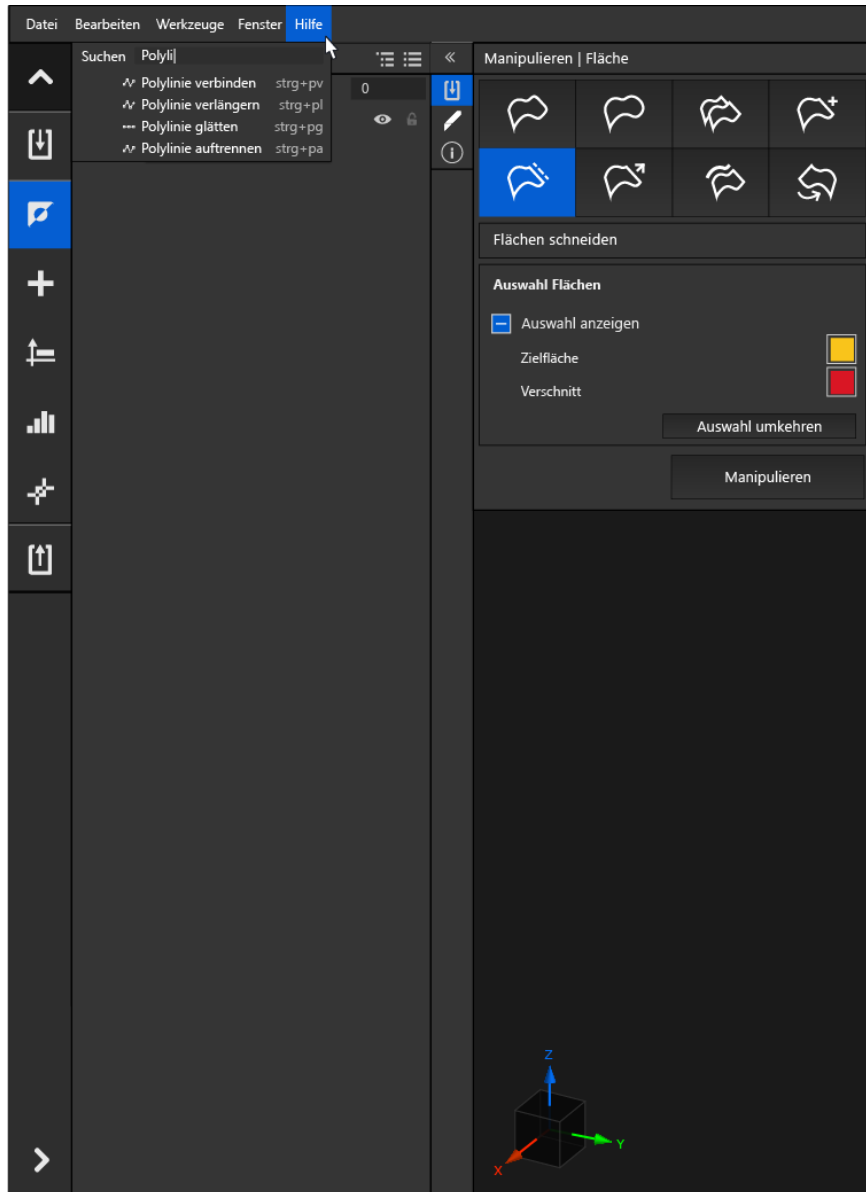 Datei Bearbeiten Werkzeuge Fenster Hilfe
Suchen Polyli
Polylinie verbinden strg+pv
Polylinie verlängern strg+pl
Polylinie glätten strg+pg
Polylinie auftrennen strg+pa
0
Manipulieren | Fläche
Flächen schneiden
Auswahl Flächen
Auswahl anzeigen
Zielfläche
Verschnitt
Auswahl umkehren
Manipulieren
Z
Y
X